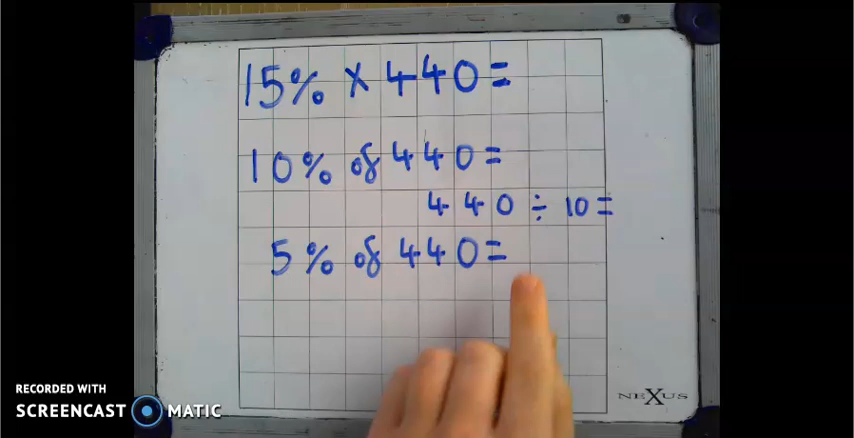 15% × 440=
10% of 440=
440 ÷ 10=
5% of 440=
NEXUS
RECORDED WITH
SCREENCAST MATIC